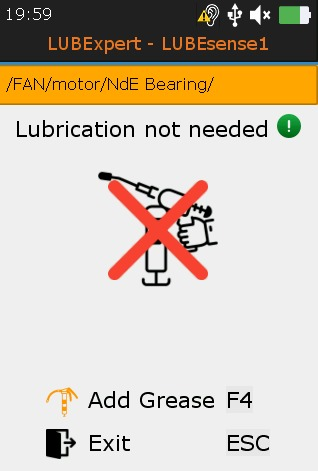 19:59
LUBExpert - LUBEsense1
/FAN/motor/NdE Bearing/
Lubrication not needed
Add Grease F4
Exit ESC